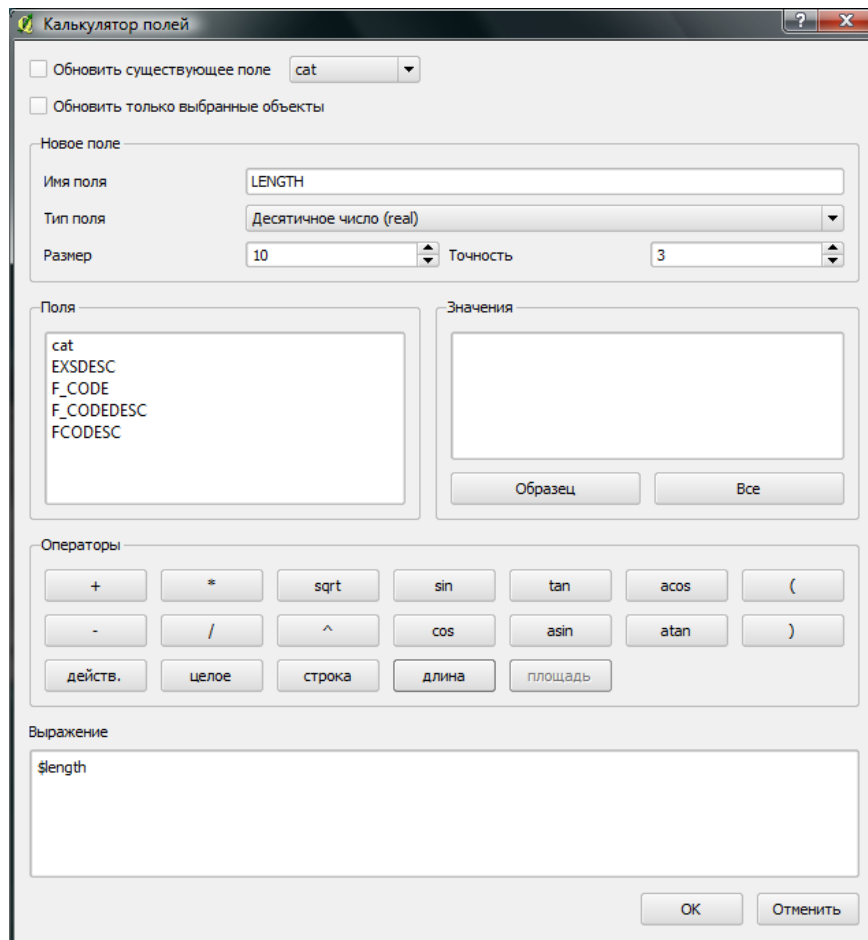 Калькулятор полей
Обновить существующее поле cat
Обновить только выбранные объекты
Новое поле
Имя поля LENGTH
Тип поля Десятичное число (real)
Размер 10 Точность 3
Поля
cat
EXSDESC
F_CODE
F_CODEDESC
FCODESC
Значения
Образец Все
Операторы
+ * sqrt sin tan acos (
- / ^ cos asin atan )
действ. целое строка длина площадь
Выражение
$length
OK Отменить